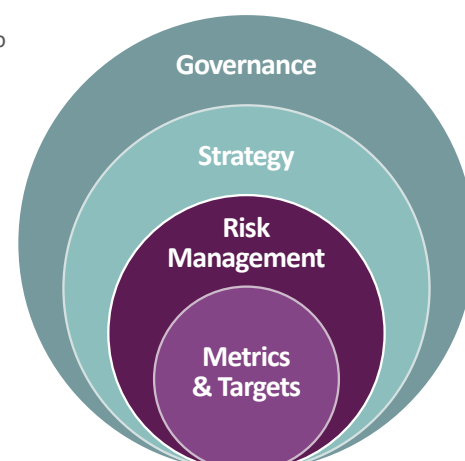 Governance
Strategy
Risk
Management
Metrics
& Targets